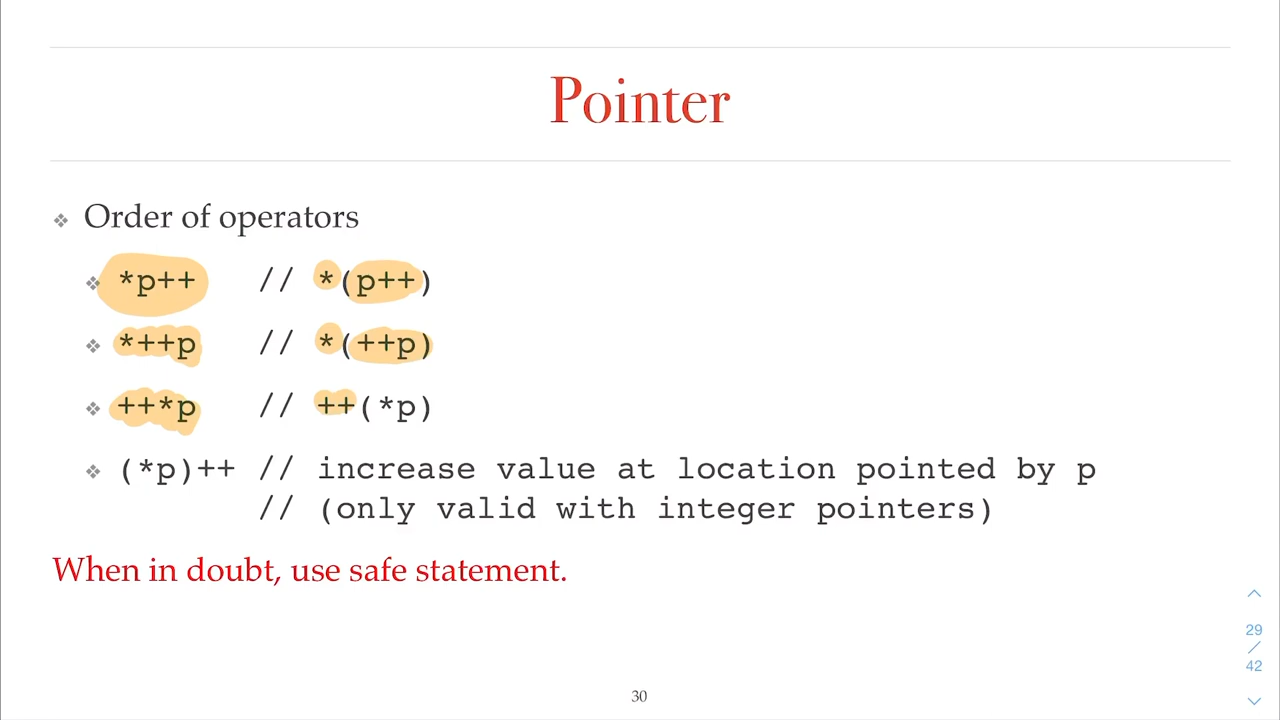 Pointer
❖ Order of operators
❖ *p++ // *(p++)
❖ *++p // *(++p)
❖ ++*p // ++(*p)
❖ (*p)++ // increase value at location pointed by p
// (only valid with integer pointers)
When in doubt, use safe statement.
29
/
42
30